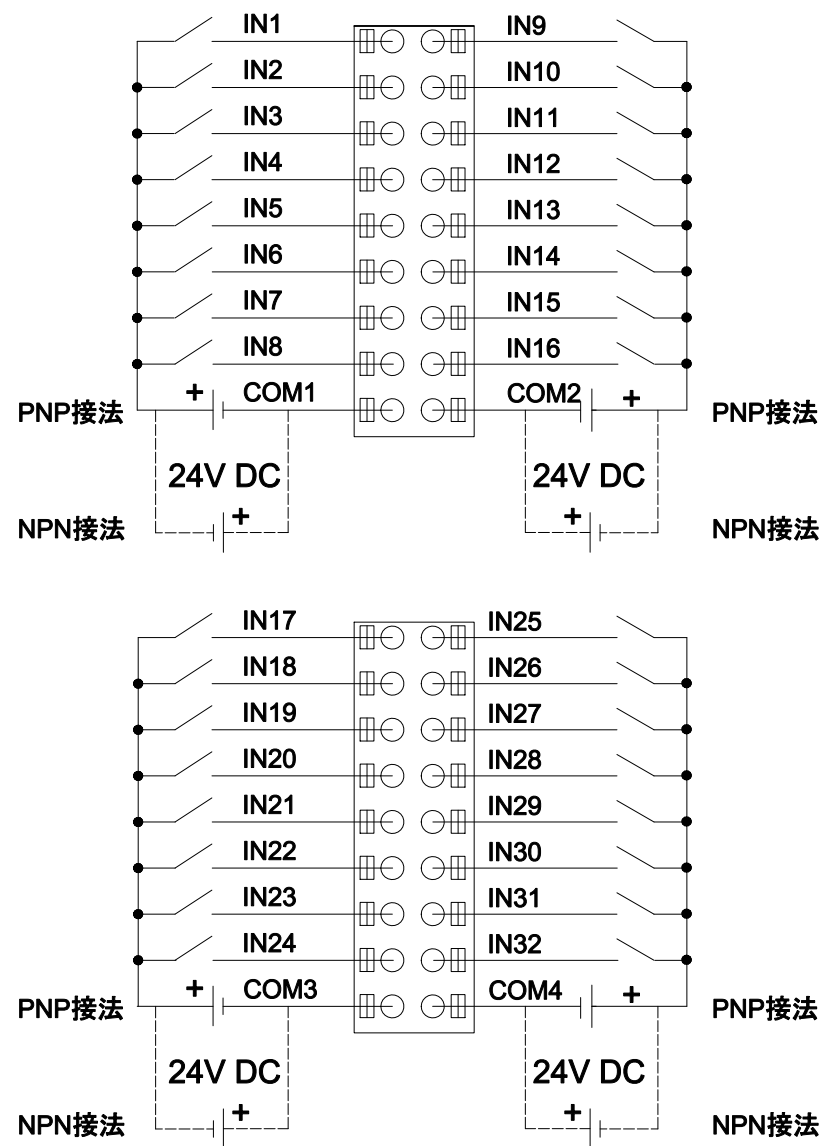 IN1 IN9
IN2 IN10
IN3 IN11
IN4 IN12
IN5 IN13
IN6 IN14
IN7 IN15
IN8 IN16
+ COM1 COM2 +
PNP接法 PNP接法
24V DC 24V DC
+ +
NPN接法 NPN接法
IN17 IN25
IN18 IN26
IN19 IN27
IN20 IN28
IN21 IN29
IN22 IN30
IN23 IN31
IN24 IN32
+ COM3 COM4 +
PNP接法 PNP接法
24V DC 24V DC
+ +
NPN接法 NPN接法